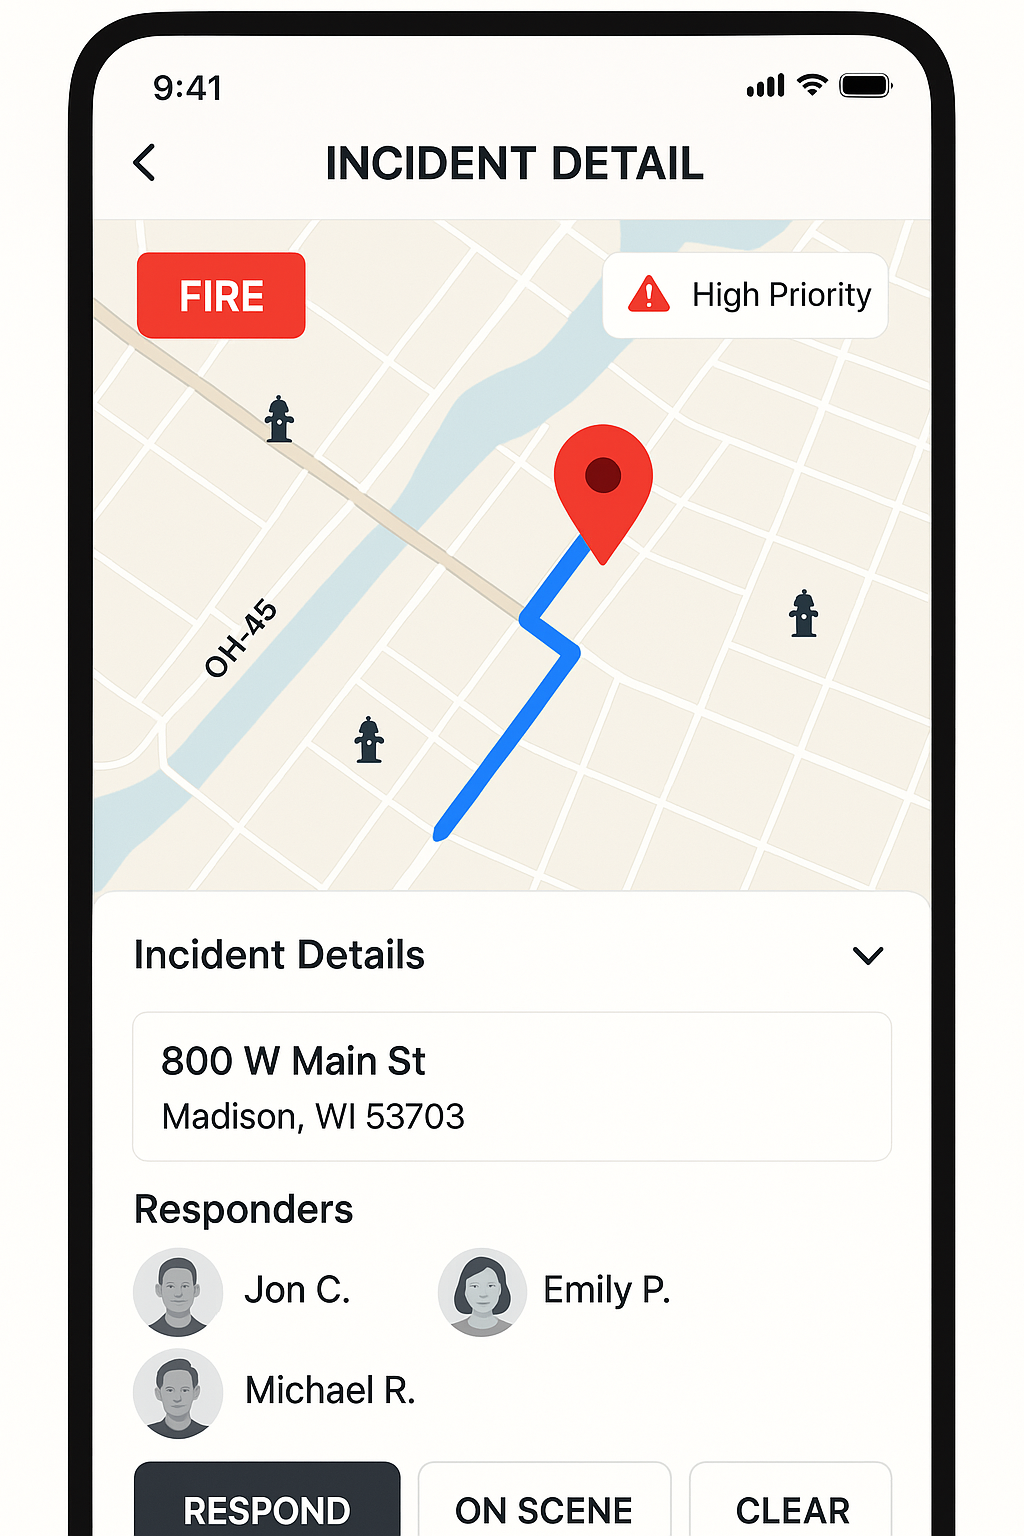 9:41
INCIDENT DETAIL
FIRE
High Priority
OH-45
Incident Details
800 W Main St
Madison, WI 53703
Responders
Jon C.
Emily P.
Michael R.
RESPOND
ON SCENE
CLEAR